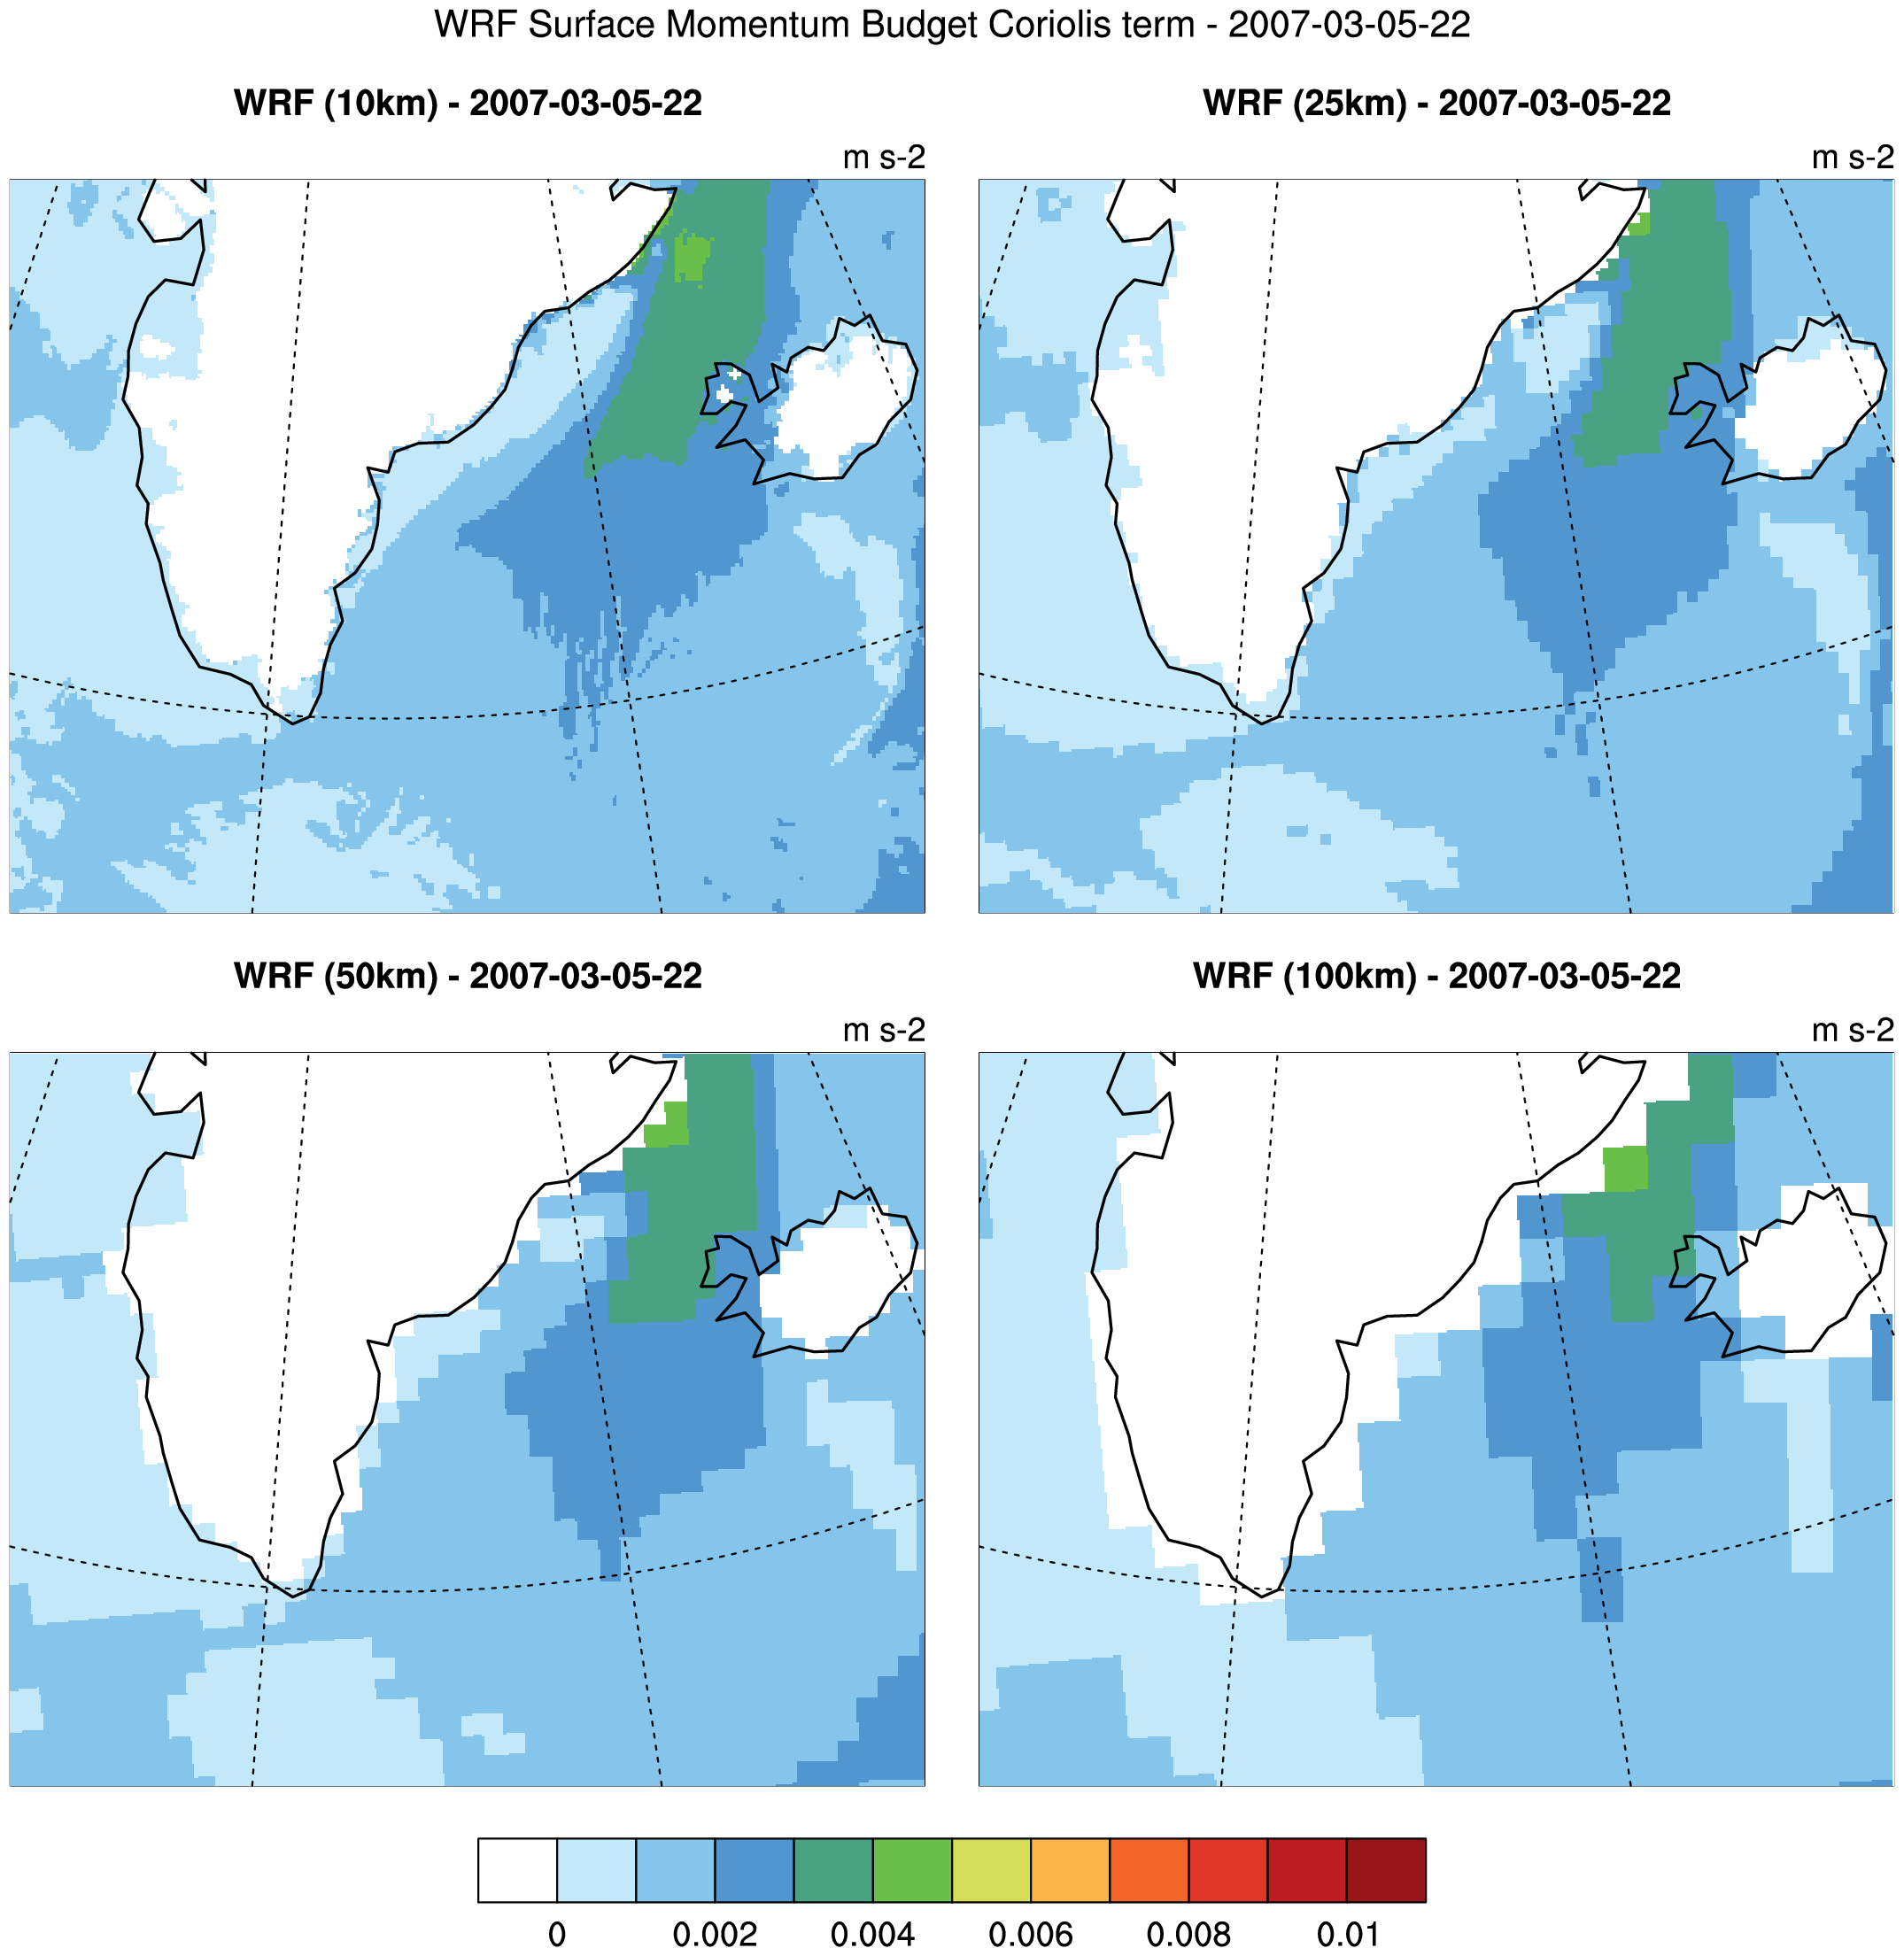 WRF Surface Momentum Budget Coriolis term - 2007-03-05-22
WRF (10km) - 2007-03-05-22
m s-2
WRF (25km) - 2007-03-05-22
m s-2
WRF (50km) - 2007-03-05-22
m s-2
WRF (100km) - 2007-03-05-22
m s-2
0 0.002 0.004 0.006 0.008 0.01